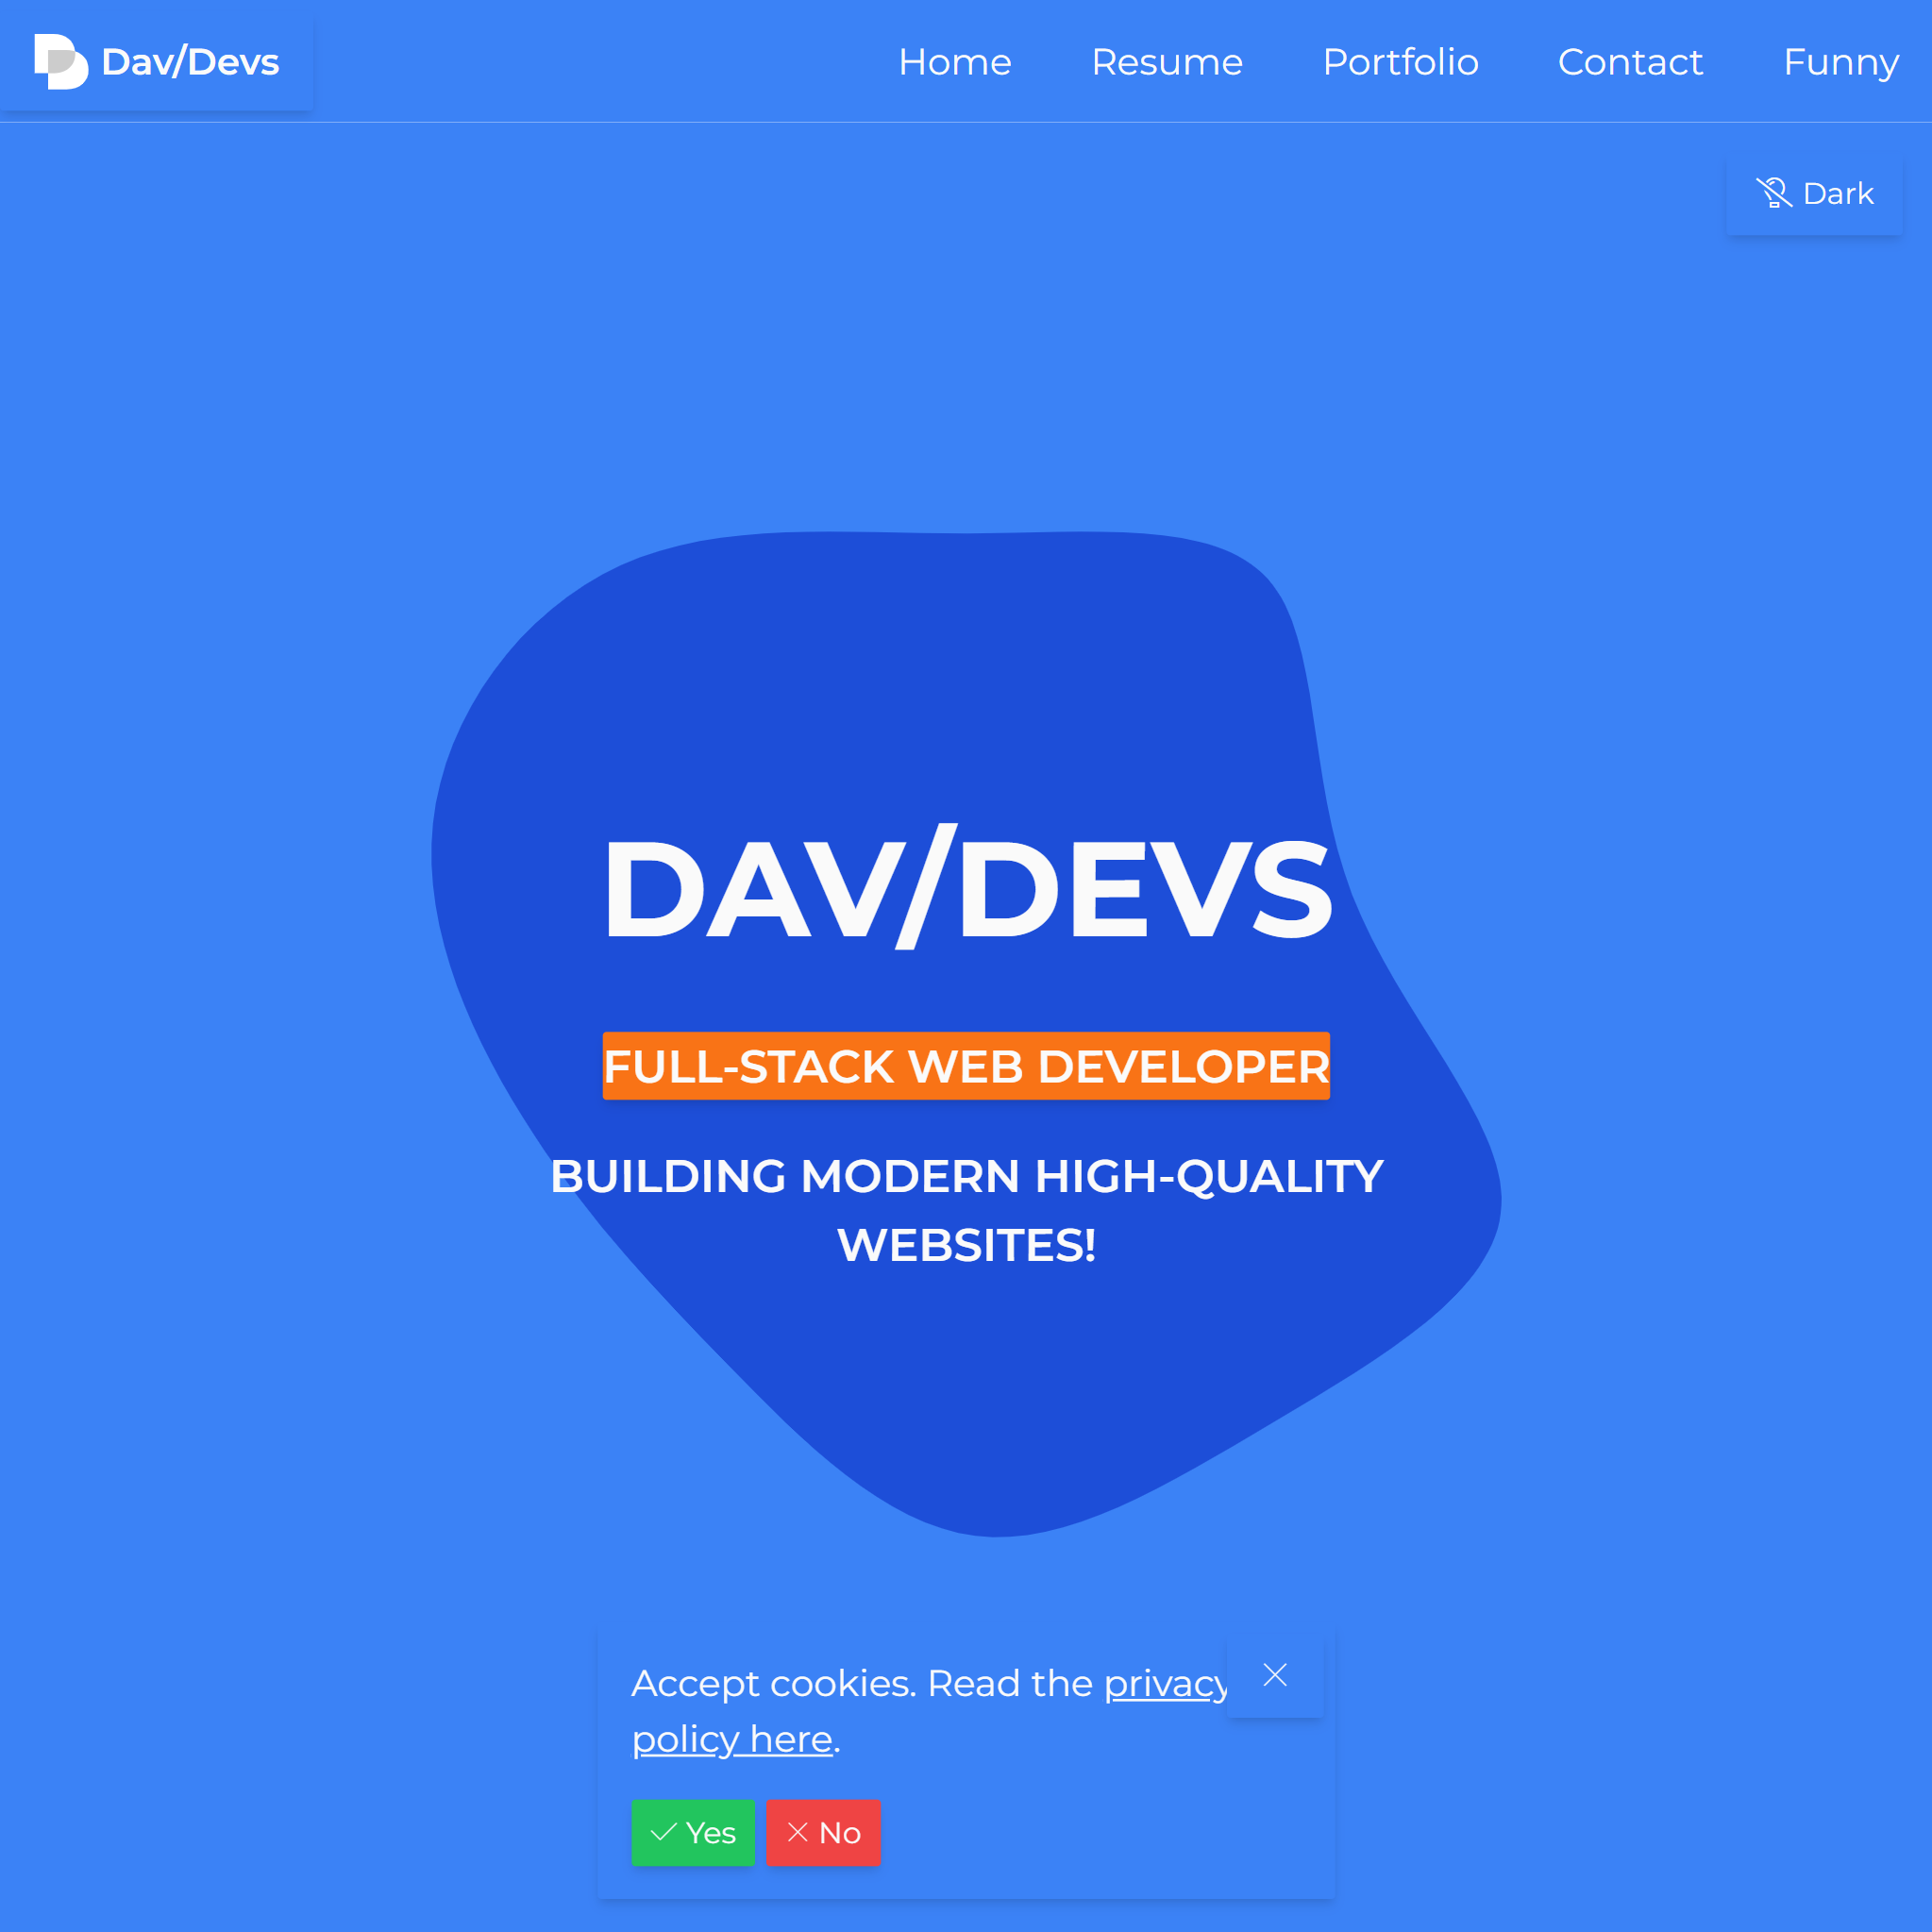 Dav/Devs
Home Resume Portfolio Contact Funny
Dark
DAV/DEVS
FULL-STACK WEB DEVELOPER
BUILDING MODERN HIGH-QUALITY
WEBSITES!
Accept cookies. Read the privacy
policy here.
Yes No